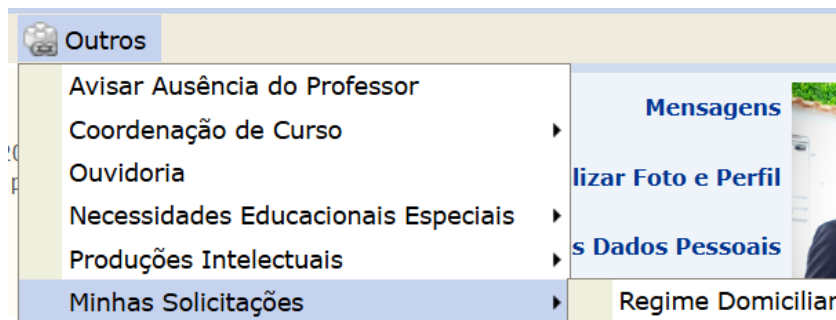 Outros
Avisar Ausência do Professor
Mensagens
Coordenação de Curso
Ouvidoria
lizar Foto e Perfil
Necessidades Educacionais Especiais
Produções Intelectuais
s Dados Pessoais
Minhas Solicitações
Regime Domiciliar